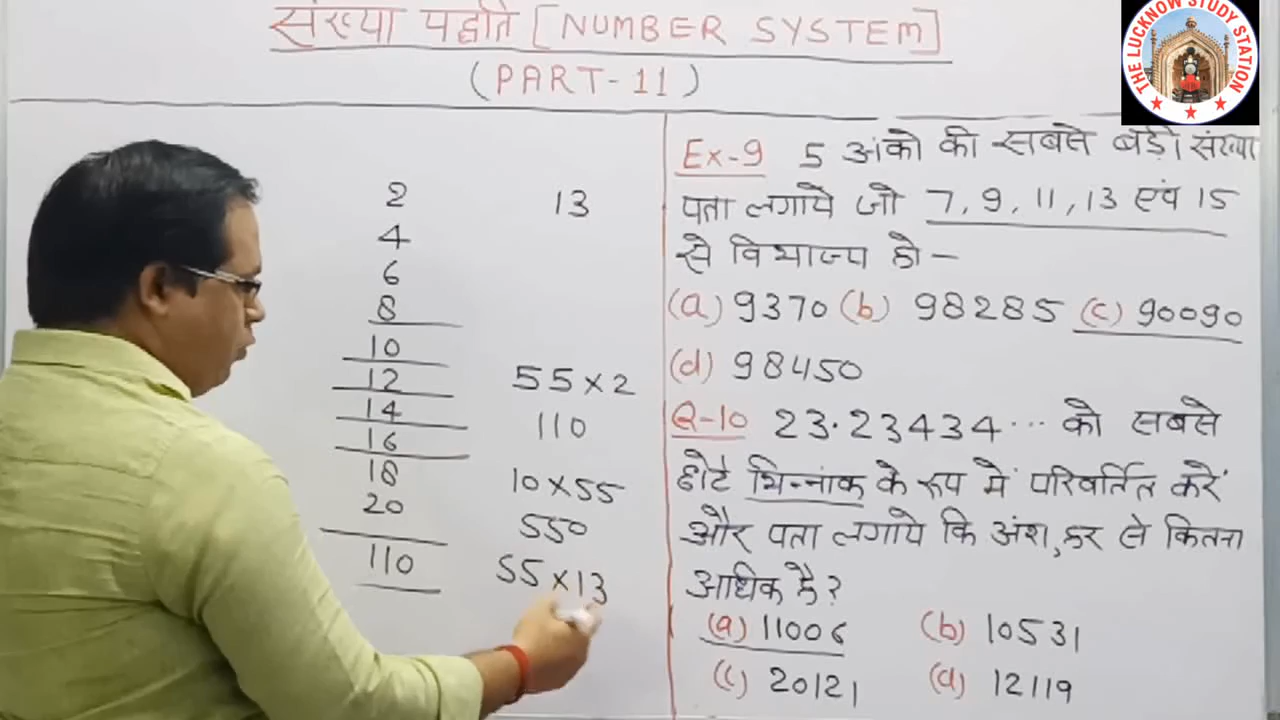 संख्या पद्धति [NUMBER SYSTEM]
(PART-11)
THE LUCKNOW STUDY STATION
2
4
6
8
10
12
14
16
18
20
110
13
55×2
110
10×55
550
55×13
Ex-9 5 अंको की सबसे बड़ी संख्या
पता लगाये जो 7, 9, 11, 13 एवं 15
से विभाज्य हो –
(a) 9370 (b) 98285 (c) 90090
(d) 98450
Q-10 23.23434... को सबसे
छोटे भिन्नांक के रूप में परिवर्तित करें
और पता लगाये कि अंश, हर से कितना
अधिक है?
(a) 11006 (b) 10531
(c) 20121 (d) 12119